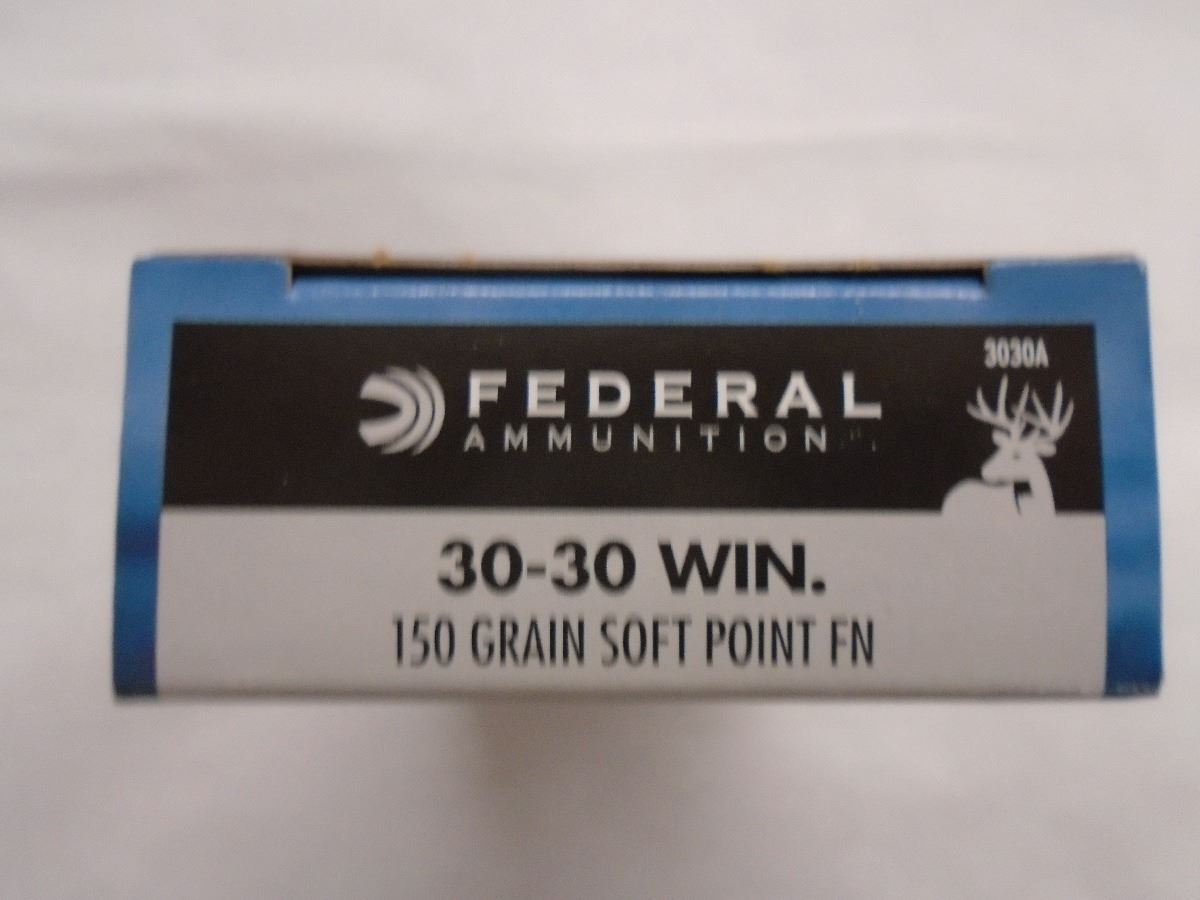 3030A
FEDERAL
AMMUNITION
30-30 WIN.
150 GRAIN SOFT POINT FN